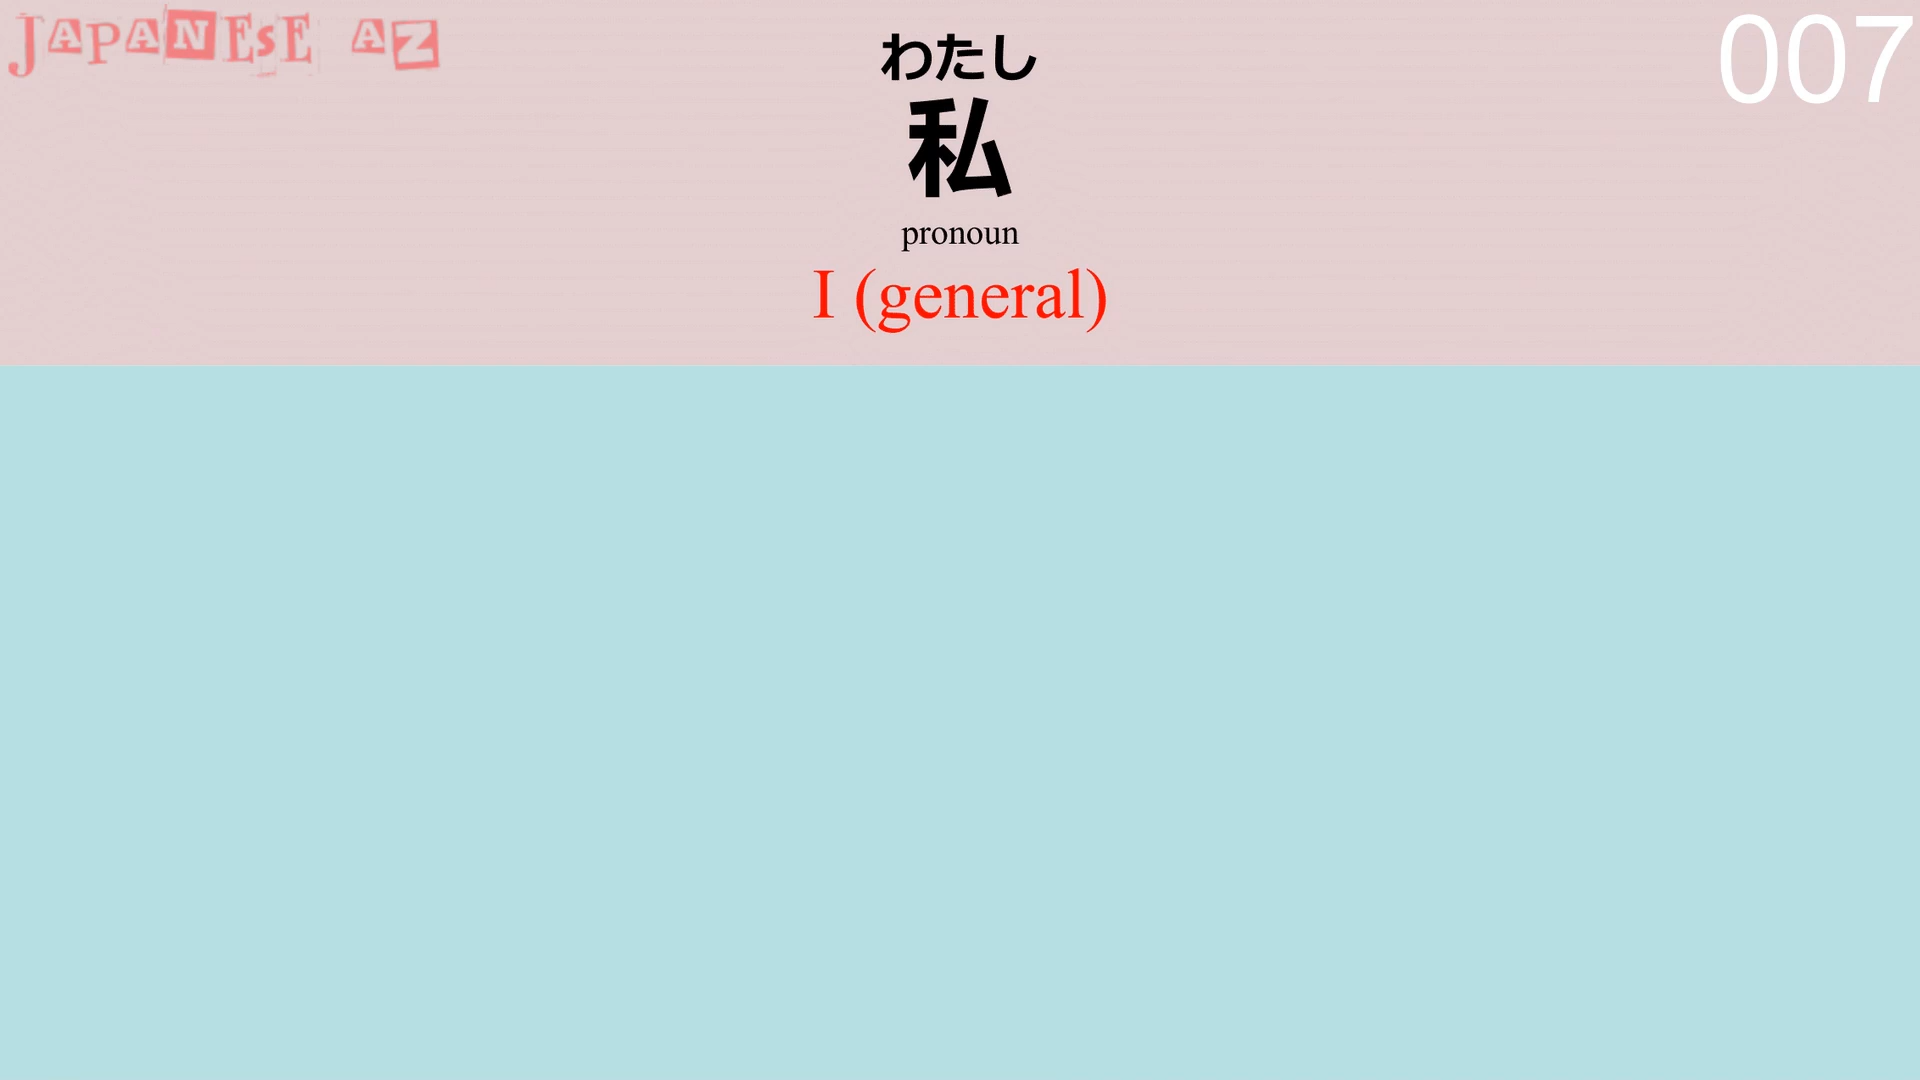 JAPANESE AZ
007
わたし
私
pronoun
I (general)